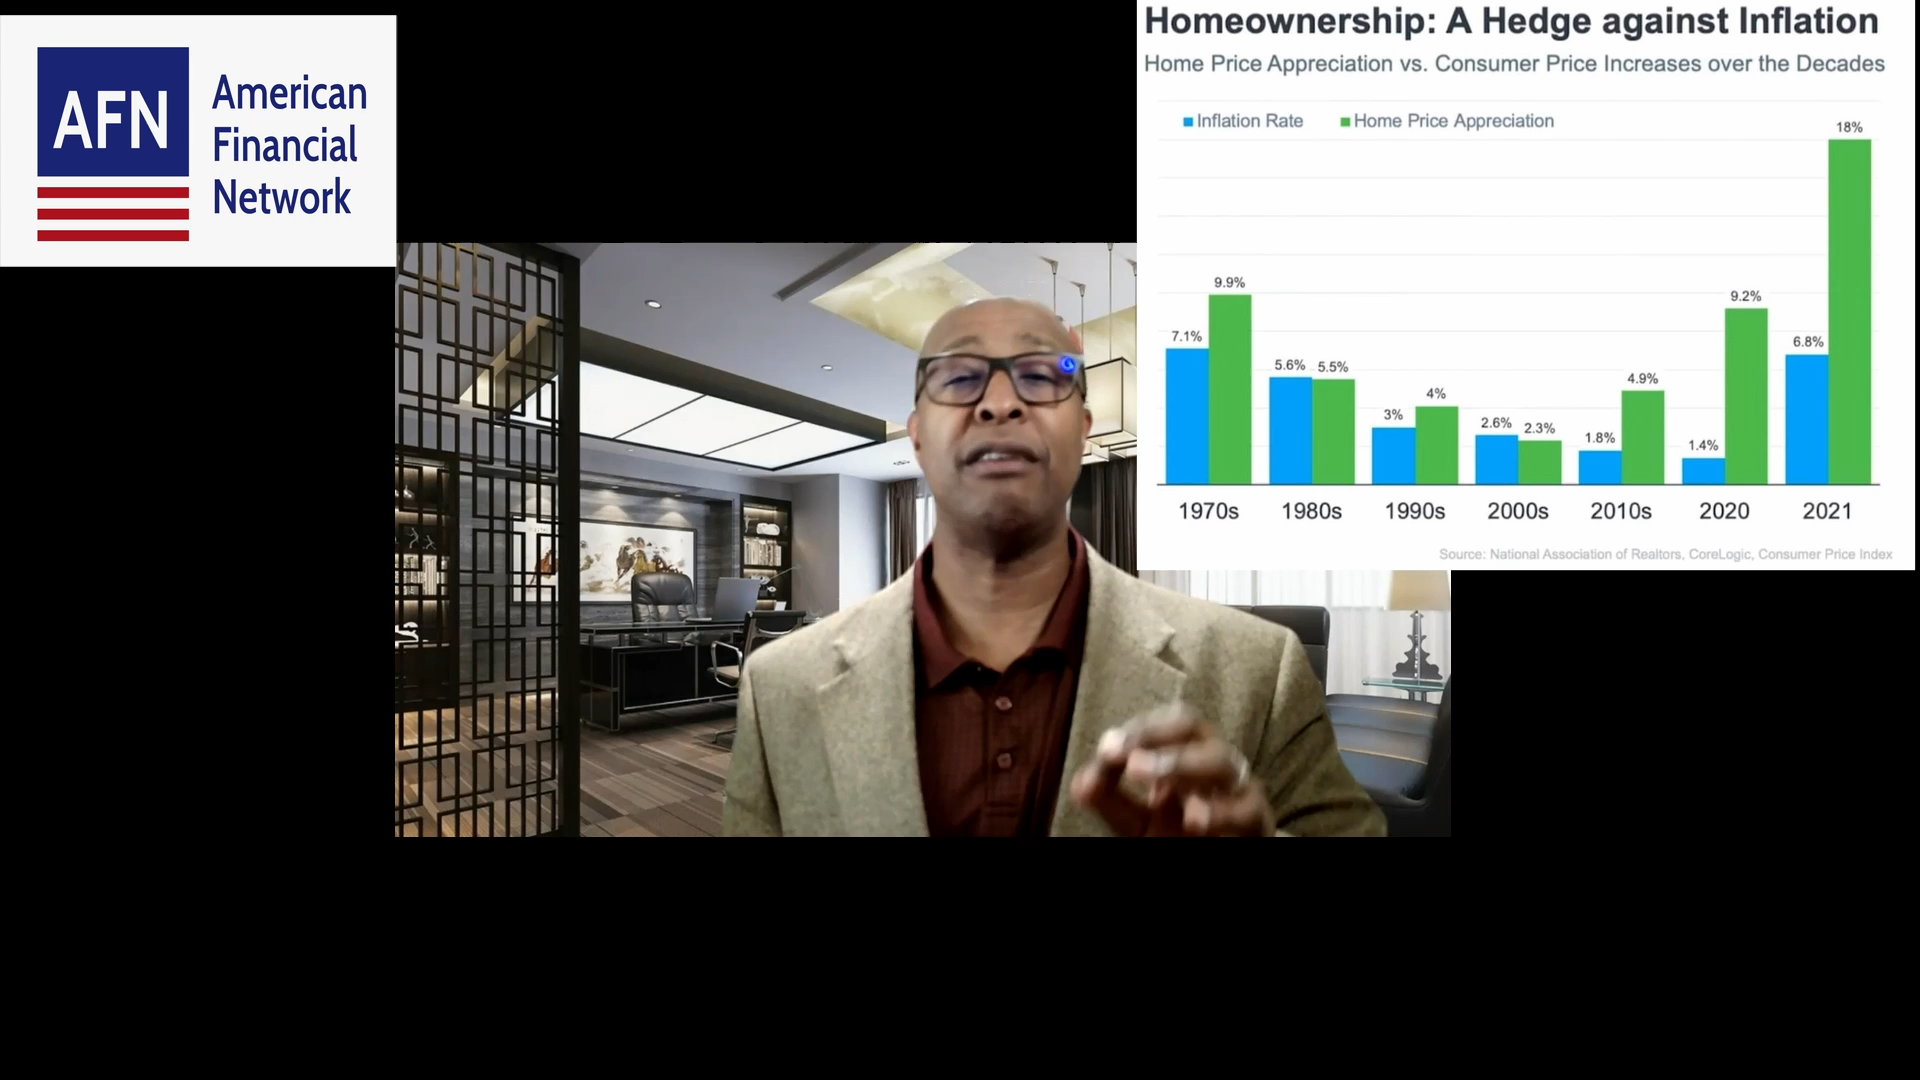 AFN
American
Financial
Network
Homeownership: A Hedge against Inflation
Home Price Appreciation vs. Consumer Price Increases over the Decades
Inflation Rate Home Price Appreciation
18%
9.9%
9.2%
7.1%
6.8%
5.6% 5.5%
4.9%
4%
3%
2.6% 2.3%
1.8%
1.4%
1970s 1980s 1990s 2000s 2010s 2020 2021
Source: National Association of Realtors, CoreLogic, Consumer Price Index